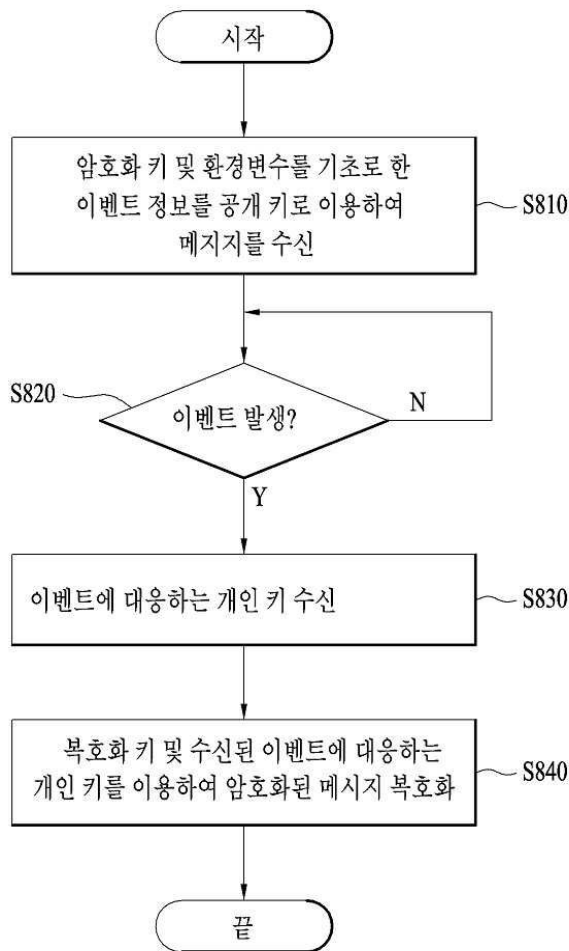 시작
암호화 키 및 환경변수를 기초로 한
이벤트 정보를 공개 키로 이용하여
메지지를 수신
S810
S820
이벤트 발생?
N
Y
이벤트에 대응하는 개인 키 수신
S830
복호화 키 및 수신된 이벤트에 대응하는
개인 키를 이용하여 암호화된 메시지 복호화
S840
끝